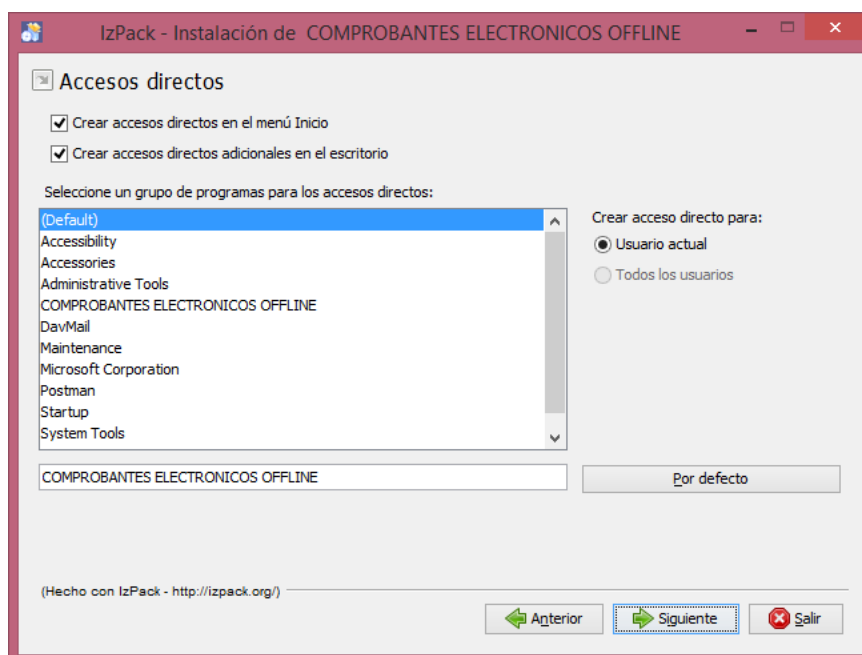 IzPack - Instalación de  COMPROBANTES ELECTRONICOS OFFLINE
Accesos directos
Crear accesos directos en el menú Inicio
Crear accesos directos adicionales en el escritorio
Seleccione un grupo de programas para los accesos directos:
(Default)
Accessibility
Accessories
Administrative Tools
COMPROBANTES ELECTRONICOS OFFLINE
DavMail
Maintenance
Microsoft Corporation
Postman
Startup
System Tools
Crear acceso directo para:
Usuario actual
Todos los usuarios
COMPROBANTES ELECTRONICOS OFFLINE
Por defecto
(Hecho con IzPack - http://izpack.org/)
Anterior
Siguiente
Salir